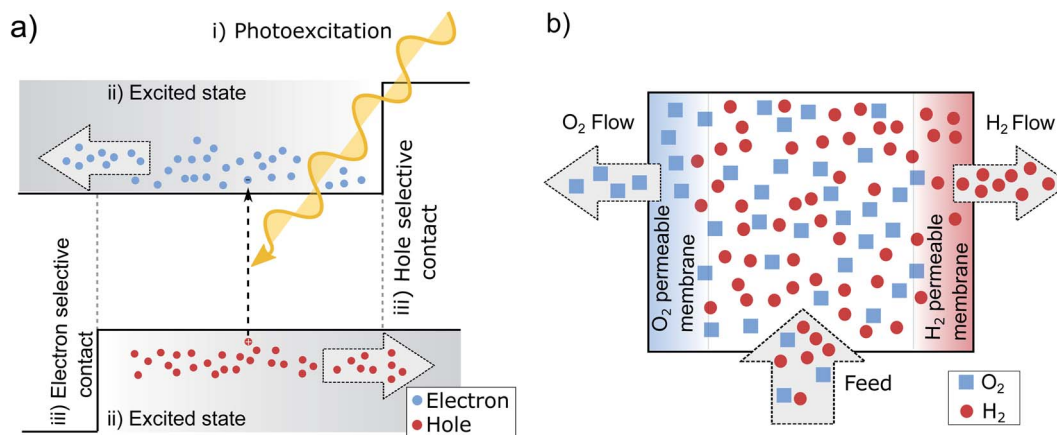 a)
i) Photoexcitation
ii) Excited state
iii) Hole selective
contact
iii) Electron selective
contact
ii) Excited state
Electron
Hole
b)
O₂ Flow
H₂ Flow
O₂ permeable
membrane
H₂ permeable
membrane
Feed
O₂
H₂